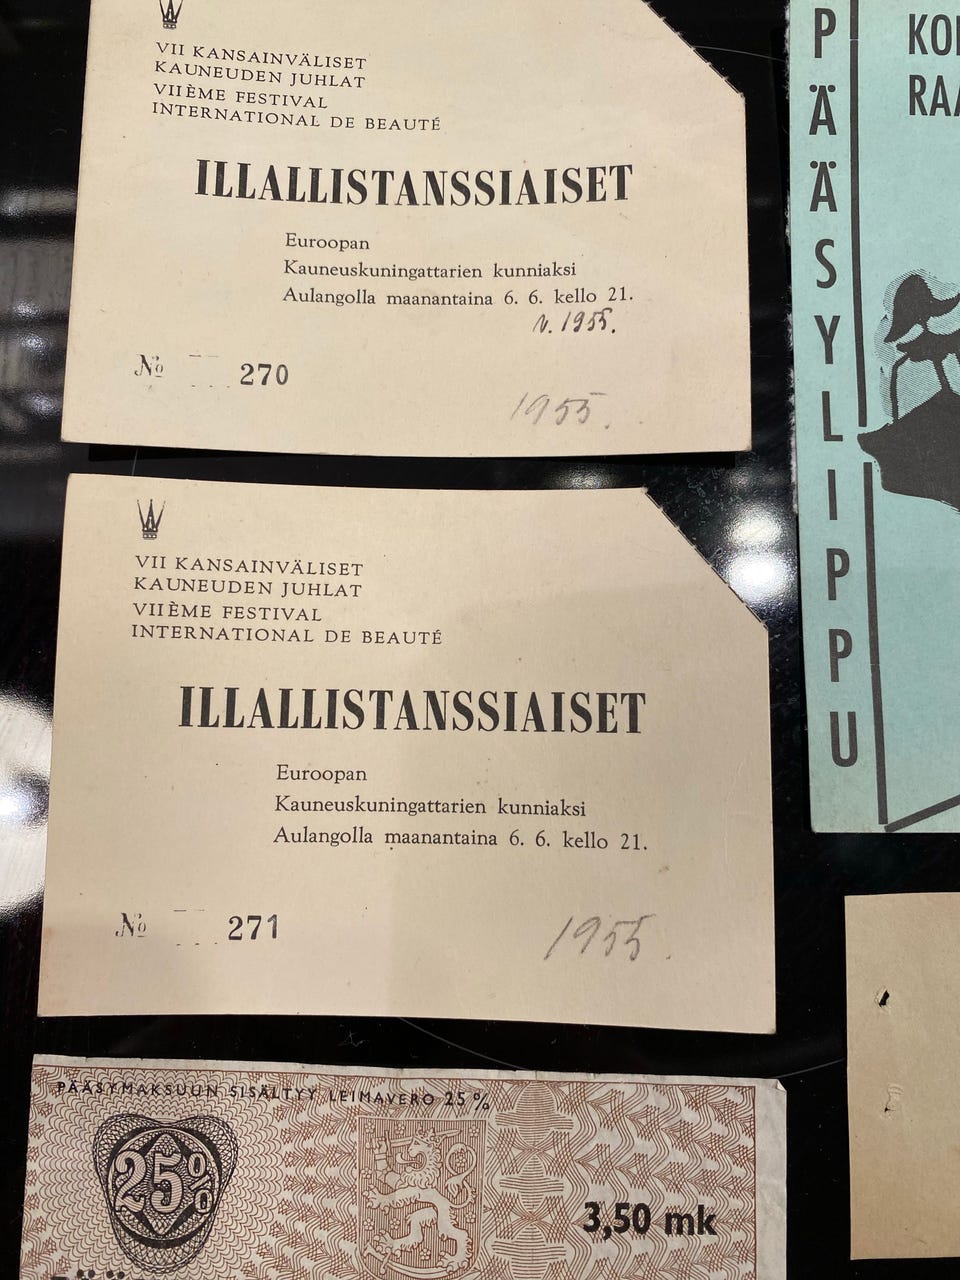 VII KANSAINVÄLISET
KAUNEUDEN JUHLAT
VIIÈME FESTIVAL
INTERNATIONAL DE BEAUTÉ
ILLALLISTANSSIAISET
Euroopan
Kauneuskuningattarien kunniaksi
Aulangolla maanantaina 6. 6. kello 21.
v. 1955.
№ 270
1955.
VII KANSAINVÄLISET
KAUNEUDEN JUHLAT
VIIÈME FESTIVAL
INTERNATIONAL DE BEAUTÉ
ILLALLISTANSSIAISET
Euroopan
Kauneuskuningattarien kunniaksi
Aulangolla maanantaina 6. 6. kello 21.
№ 271
1955.
PÄÄSYMAKSUUN SISÄLTYY LEIMAVERO 25 %
25%
3,50 mk
PÄÄSYLIPPU